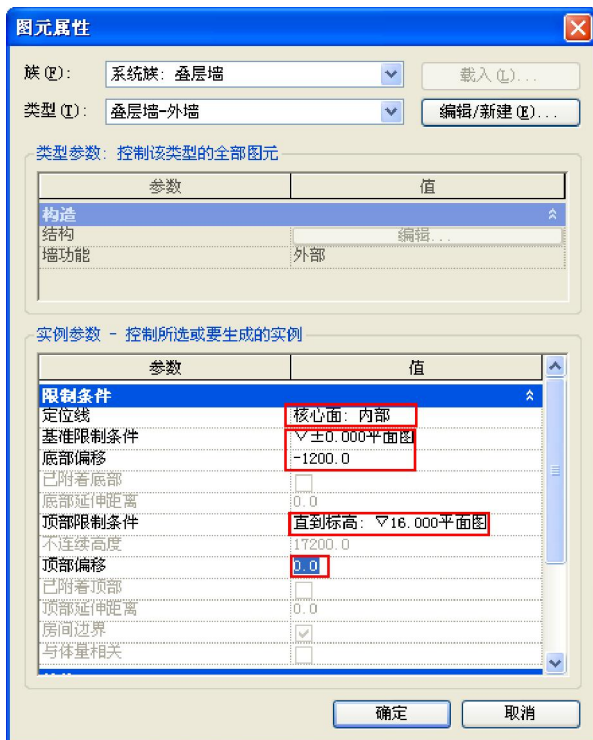 图元属性
族(F): 系统族: 叠层墙 载入(L)...
类型(T): 叠层墙-外墙 编辑/新建(E)...
类型参数: 控制该类型的全部图元
参数 值
构造
结构 编辑...
墙功能 外部
实例参数 - 控制所选或要生成的实例
参数 值
限制条件
定位线 核心面: 内部
基准限制条件 ▽±0.000平面图
底部偏移 -1200.0
已附着底部
底部延伸距离 0.0
顶部限制条件 直到标高: ▽16.000平面图
不连续高度 17200.0
顶部偏移 0.0
已附着顶部
顶部延伸距离 0.0
房间边界
与体量相关
确定 取消